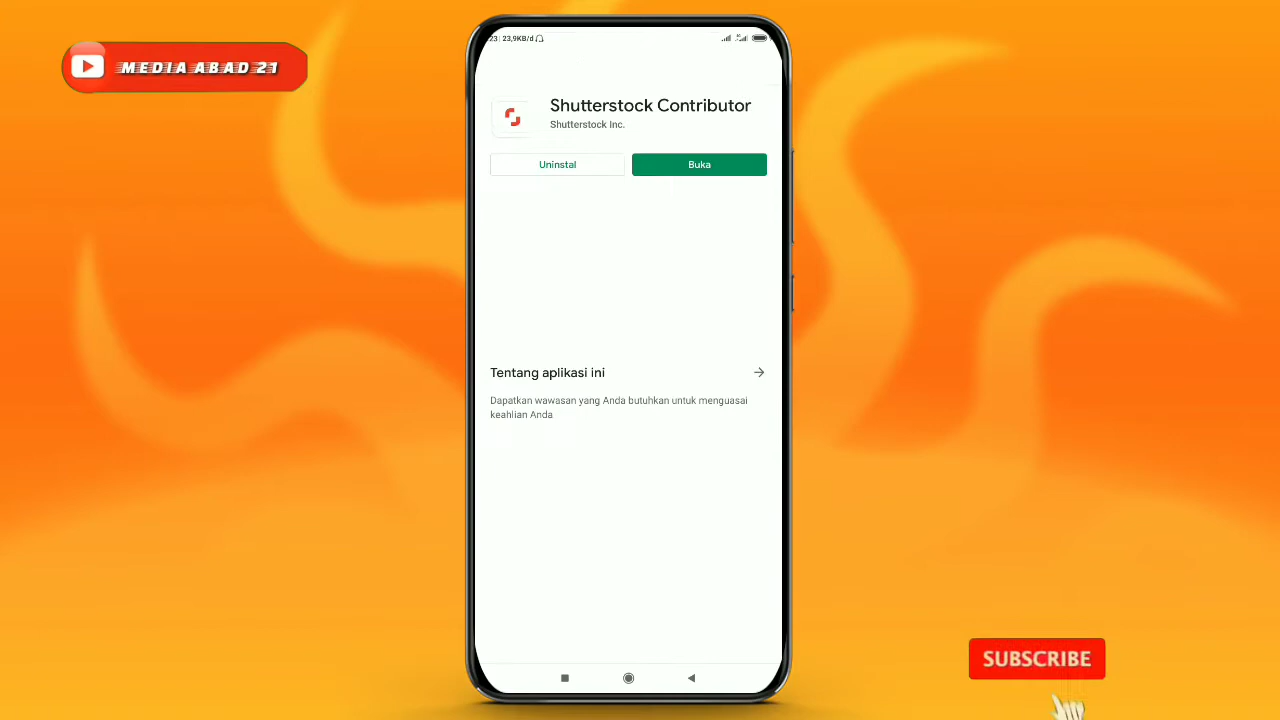 MEDIA ABAD 21
23 23,9KB/d
Shutterstock Contributor
Shutterstock Inc.
Uninstal
Buka
Tentang aplikasi ini
Dapatkan wawasan yang Anda butuhkan untuk menguasai
keahlian Anda
SUBSCRIBE